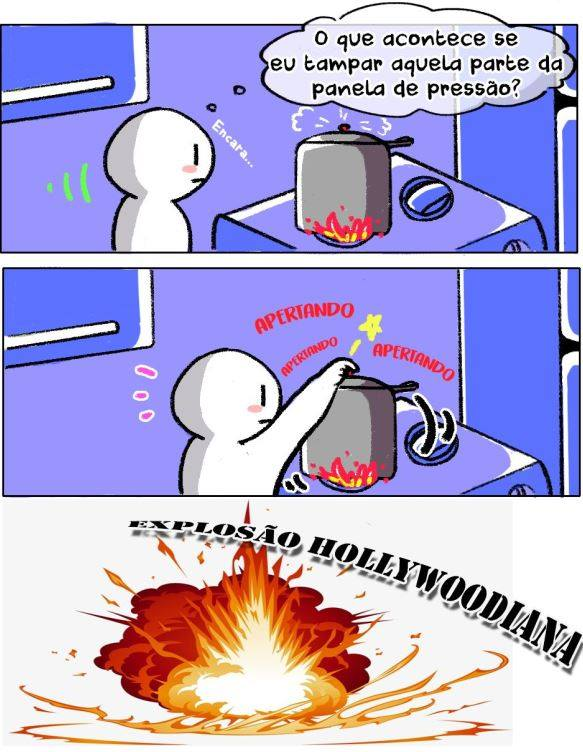 O que acontece se
eu tampar aquela parte da
panela de pressão?
Encara...
APERTANDO
APERTANDO
APERTANDO
EXPLOSÃO HOLLYWOODIANA